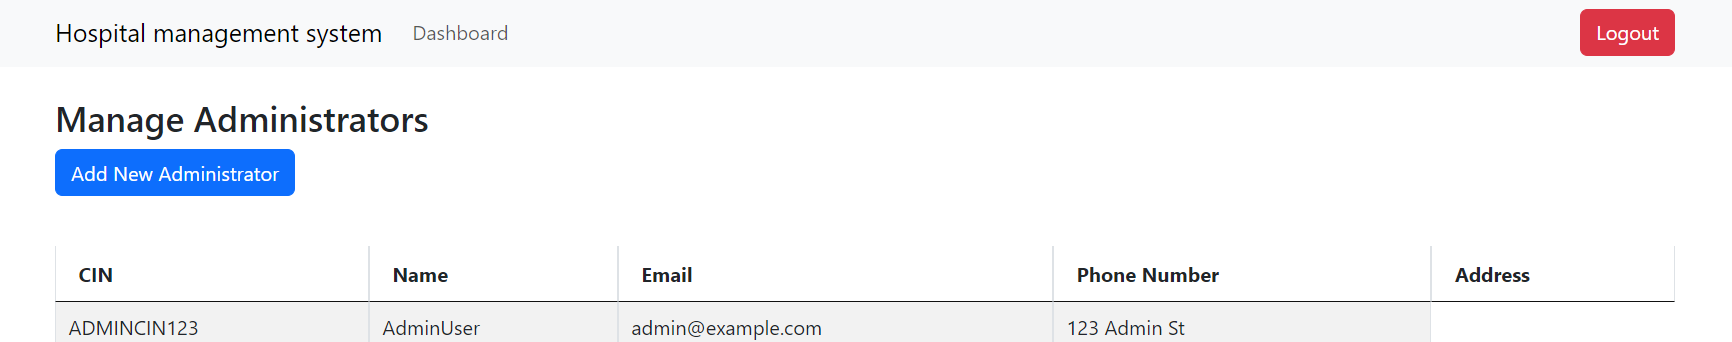 Hospital management system Dashboard Logout
Manage Administrators
Add New Administrator
CIN Name Email Phone Number Address
ADMINCIN123 AdminUser admin@example.com 123 Admin St